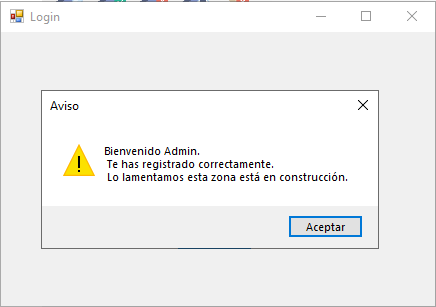 Login
Aviso
Bienvenido Admin.
Te has registrado correctamente.
Lo lamentamos esta zona está en construcción.
Aceptar